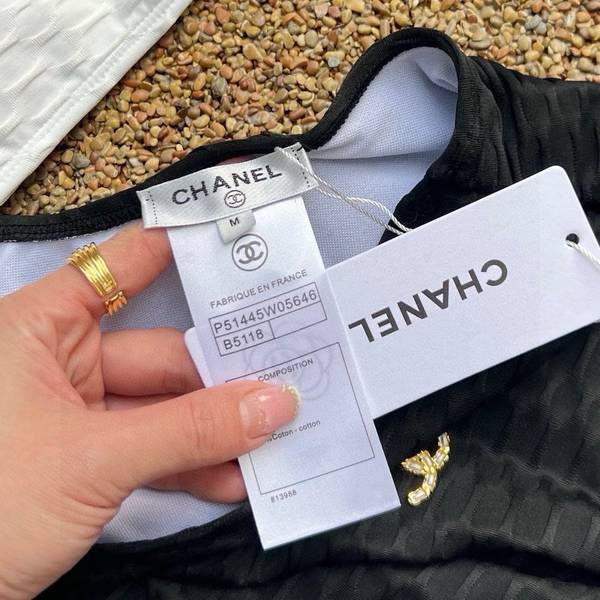 CHANEL
M
FABRIQUE EN FRANCE
P51445W05646
B5118
COMPOSITION
Coton - cotton
813988
CHANEL